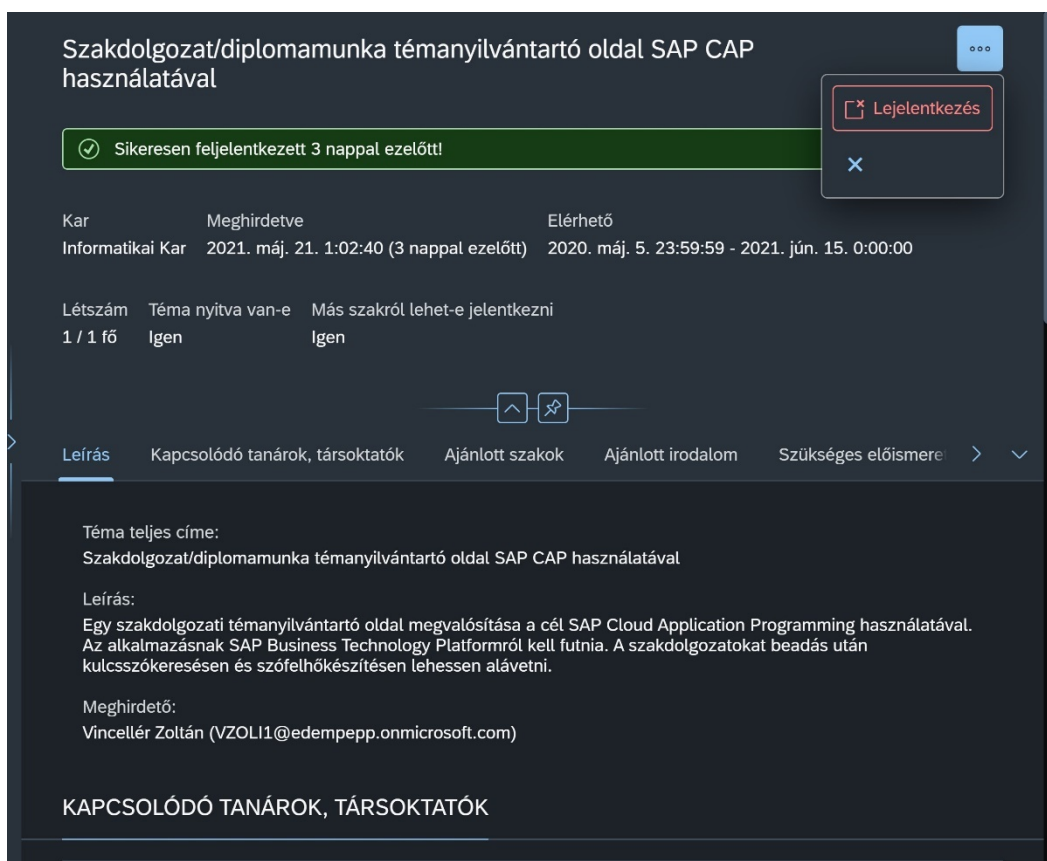 Szakdolgozat/diplomamunka témanyilvántartó oldal SAP CAP
használatával
Lejelentkezés
Sikeresen feljelentkezett 3 nappal ezelőtt!
Kar Meghirdetve Elérhető
Informatikai Kar 2021. máj. 21. 1:02:40 (3 nappal ezelőtt) 2020. máj. 5. 23:59:59 - 2021. jún. 15. 0:00:00
Létszám Téma nyitva van-e Más szakról lehet-e jelentkezni
1 / 1 fő Igen Igen
Leírás Kapcsolódó tanárok, társoktatók Ajánlott szakok Ajánlott irodalom Szükséges előismere
Téma teljes címe:
Szakdolgozat/diplomamunka témanyilvántartó oldal SAP CAP használatával
Leírás:
Egy szakdolgozati témanyilvántartó oldal megvalósítása a cél SAP Cloud Application Programming használatával.
Az alkalmazásnak SAP Business Technology Platformról kell futnia. A szakdolgozatokat beadás után
kulcsszókeresésen és szófelhőkészítésen lehessen alávetni.
Meghirdető:
Vincellér Zoltán (VZOLI1@edempepp.onmicrosoft.com)
KAPCSOLÓDÓ TANÁROK, TÁRSOKTATÓK